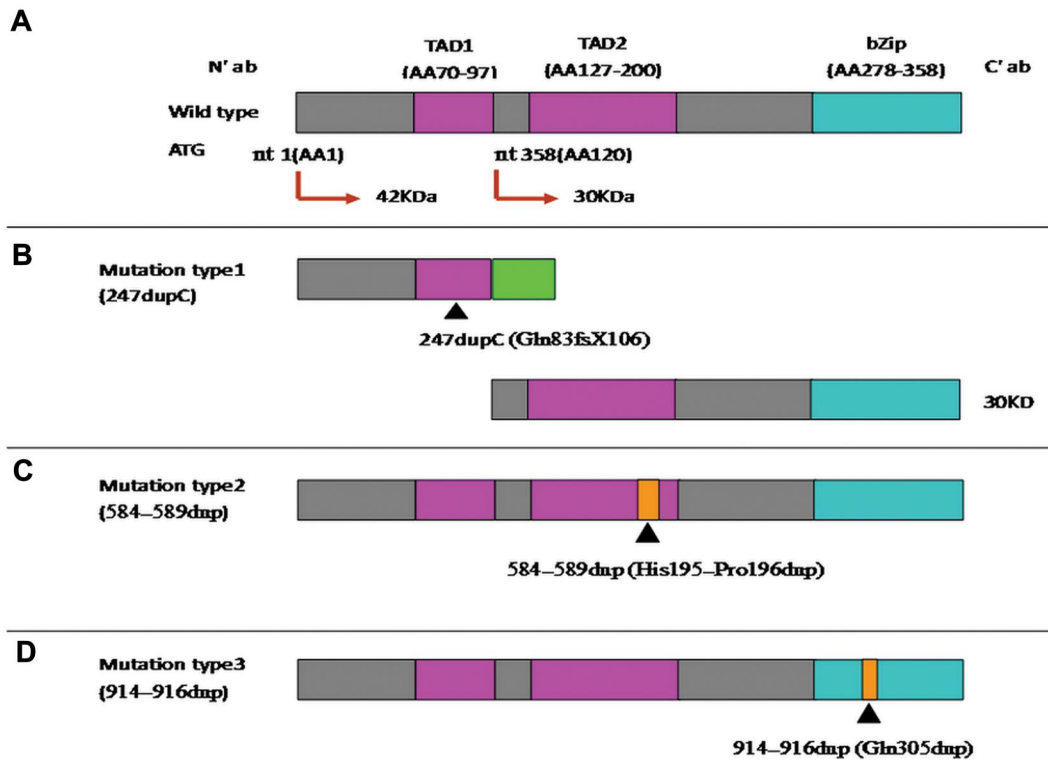 A
TAD1
TAD2
bZip
N' ab
(AA70-97)
(AA127-200)
(AA278-358)
C' ab
Wild type
ATG
nt 1(AA1)
nt 358(AA120)
42KDa
30KDa
B
Mutation type1
(247dupC)
247dupC (Gln83fsX106)
30KD
C
Mutation type2
(584–589dup)
584–589dup (His195–Pro196dup)
D
Mutation type3
(914–916dup)
914–916dup (Gln305dup)